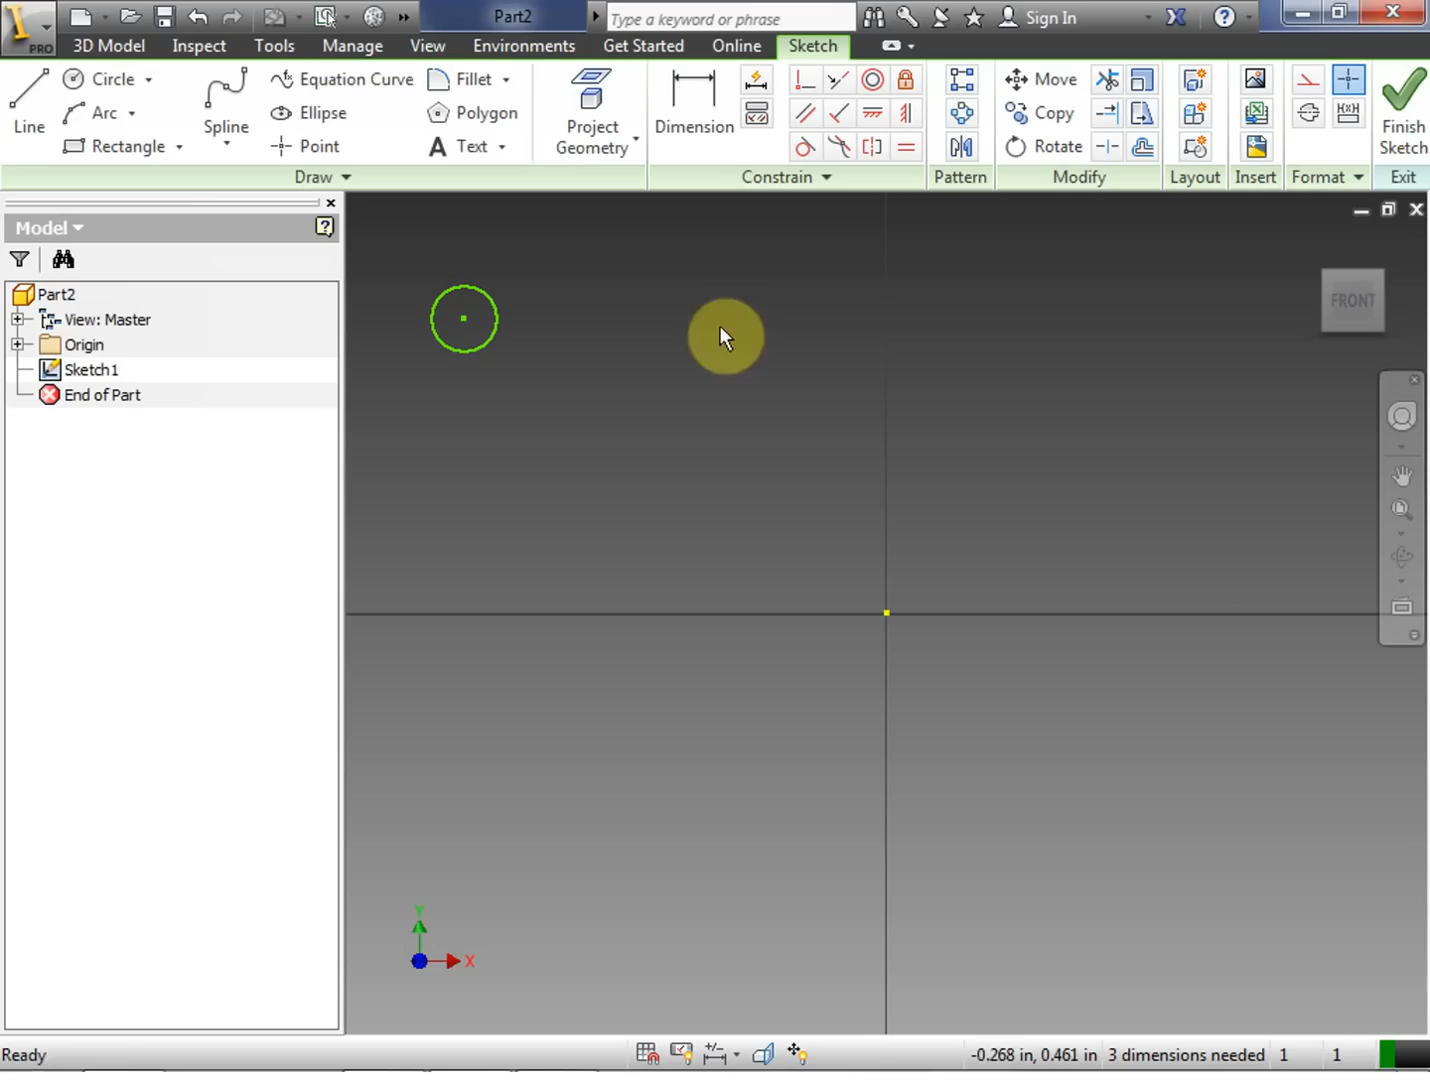 PRO
Part2
Type a keyword or phrase
Sign In
3D Model Inspect Tools Manage View Environments Get Started Online Sketch
Line
Circle
Arc
Rectangle
Spline
Equation Curve
Ellipse
Point
Fillet
Polygon
Text
Project
Geometry
Dimension
Move
Copy
Rotate
Finish
Sketch
Draw Constrain Pattern Modify Layout Insert Format Exit
Model
Part2
View: Master
Origin
Sketch1
End of Part
FRONT
Y
X
Ready
-0.268 in, 0.461 in 3 dimensions needed 1 1